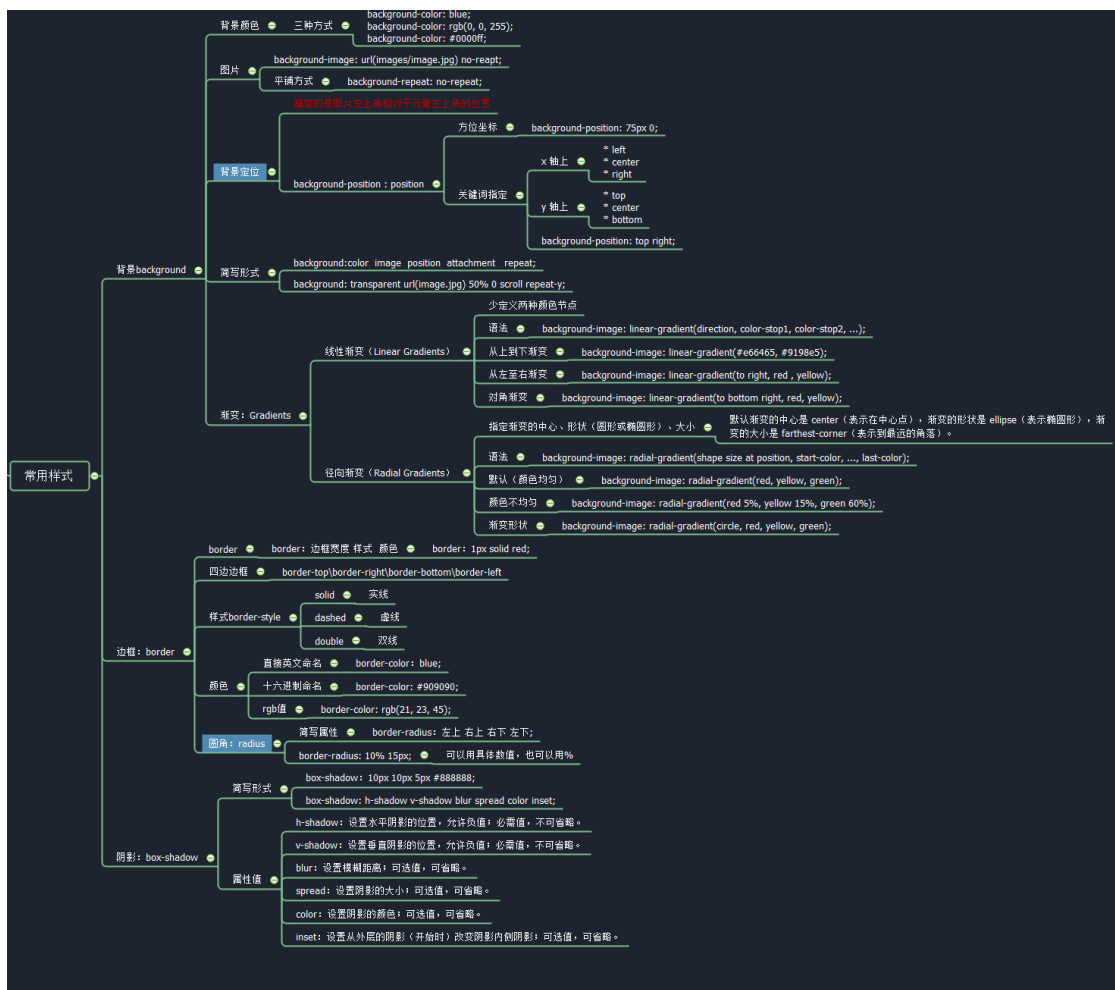 常用样式
背景background
背景颜色
三种方式
background-color: blue;
background-color: rgb(0, 0, 255);
background-color: #0000ff;
图片
background-image: url(images/image.jpg) no-reapt;
平铺方式
background-repeat: no-repeat;
背景定位
指定的是图片左上角相对于元素左上角的位置
background-position : position
方位坐标
background-position: 75px 0;
关键词指定
x 轴上
* left
* center
* right
y 轴上
* top
* center
* bottom
background-position: top right;
简写形式
background:color image position attachment repeat;
background: transparent url(image.jpg) 50% 0 scroll repeat-y;
渐变: Gradients
线性渐变（Linear Gradients）
少定义两种颜色节点
语法
background-image: linear-gradient(direction, color-stop1, color-stop2, ...);
从上到下渐变
background-image: linear-gradient(#e66465, #9198e5);
从左至右渐变
background-image: linear-gradient(to right, red , yellow);
对角渐变
background-image: linear-gradient(to bottom right, red, yellow);
径向渐变（Radial Gradients）
指定渐变的中心、形状（圆形或椭圆形）、大小
默认渐变的中心是 center（表示在中心点），渐变的形状是 ellipse（表示椭圆形），渐
变的大小是 farthest-corner（表示到最远的角落）。
语法
background-image: radial-gradient(shape size at position, start-color, ..., last-color);
默认（颜色均匀）
background-image: radial-gradient(red, yellow, green);
颜色不均匀
background-image: radial-gradient(red 5%, yellow 15%, green 60%);
渐变形状
background-image: radial-gradient(circle, red, yellow, green);
边框: border
border
border: 边框宽度 样式 颜色
border: 1px solid red;
四边边框
border-top\border-right\border-bottom\border-left
样式border-style
solid
实线
dashed
虚线
double
双线
颜色
直接英文命名
border-color: blue;
十六进制命名
border-color: #909090;
rgb值
border-color: rgb(21, 23, 45);
圆角: radius
简写属性
border-radius: 左上 右上 右下 左下;
border-radius: 10% 15px;
可以用具体数值，也可以用%
阴影: box-shadow
简写形式
box-shadow: 10px 10px 5px #888888;
box-shadow: h-shadow v-shadow blur spread color inset;
属性值
h-shadow: 设置水平阴影的位置，允许负值；必需值，不可省略。
v-shadow: 设置垂直阴影的位置，允许负值；必需值，不可省略。
blur: 设置模糊距离；可选值，可省略。
spread: 设置阴影的大小；可选值，可省略。
color: 设置阴影的颜色；可选值，可省略。
inset: 设置从外层的阴影（开始时）改变阴影内侧阴影；可选值，可省略。